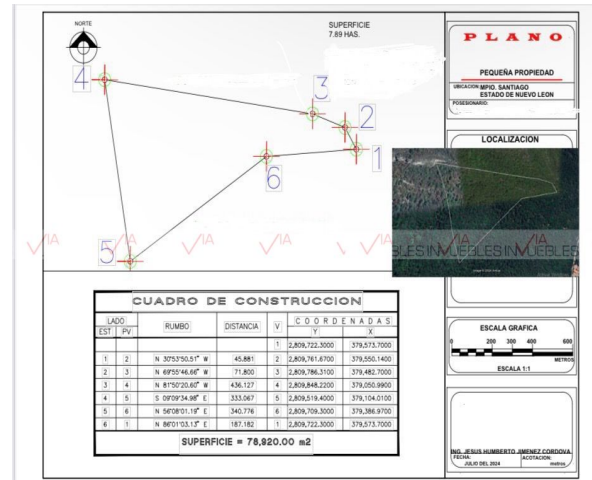 NORTE
SUPERFICIE
7.89 HAS.
4
3
2
1
6
5
PLANO
PEQUEÑA PROPIEDAD
UBICACION: MPIO. SANTIAGO
ESTADO DE NUEVO LEON
POSESIONARIO:
LOCALIZACION
CUADRO DE CONSTRUCCION
LADO RUMBO DISTANCIA V COORDENADAS
EST PV Y X
1 2,809,722.3000 379,573.7000
1 2 N 30°53'50.51" W 45.881 2 2,809,761.6700 379,550.1400
2 3 N 69°55'46.66" W 71.800 3 2,809,786.3100 379,482.7000
3 4 N 81°50'20.60" W 436.127 4 2,809,848.2200 379,050.9900
4 5 S 09°09'34.98" E 333.067 5 2,809,519.4000 379,104.0100
5 6 N 56°08'01.19" E 340.776 6 2,809,709.3000 379,386.9700
6 1 N 86°01'03.13" E 187.182 1 2,809,722.3000 379,573.7000
SUPERFICIE = 78,920.00 m2
ESCALA GRAFICA
0 200 300 400 600
METROS
ESCALA 1:1
ING. JESUS HUMBERTO JIMENEZ CORDOVA
FECHA: ACOTACION:
JULIO DEL 2024 metros